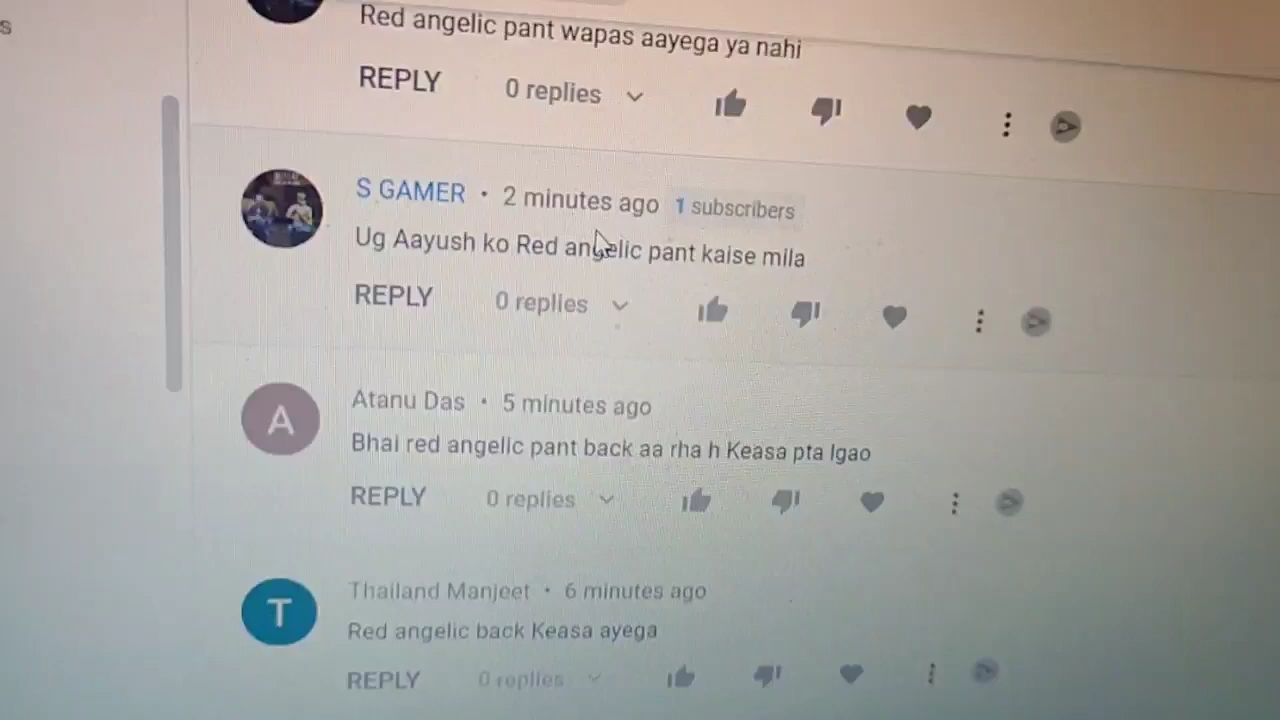 s
Red angelic pant wapas aayega ya nahi
REPLY 0 replies
S GAMER • 2 minutes ago 1 subscribers
Ug Aayush ko Red angelic pant kaise mila
REPLY 0 replies
A
Atanu Das • 5 minutes ago
Bhai red angelic pant back aa rha h Keasa pta lgao
REPLY 0 replies
T
Thailand Manjeet • 6 minutes ago
Red angelic back Keasa ayega
REPLY 0 replies